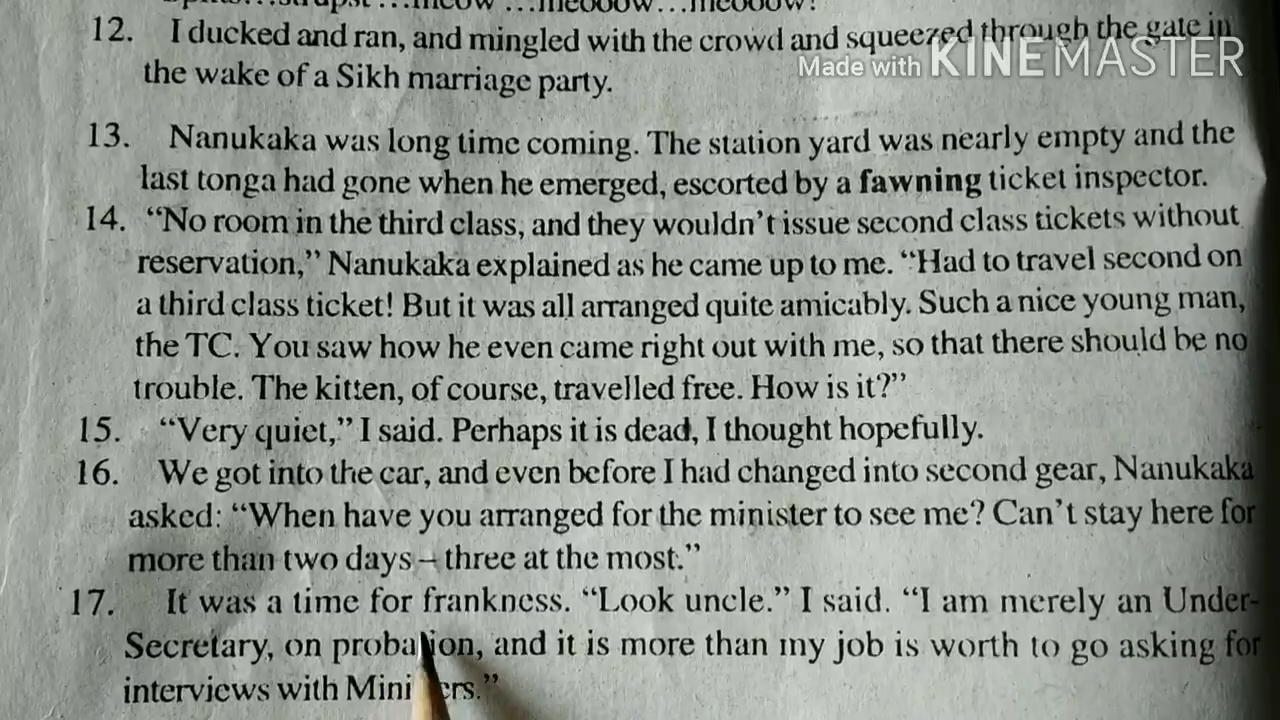 ...meow ...meooow...meooow!
12. I ducked and ran, and mingled with the crowd and squeezed through the gate in
Made with KINEMASTER
the wake of a Sikh marriage party.
13. Nanukaka was long time coming. The station yard was nearly empty and the
last tonga had gone when he emerged, escorted by a fawning ticket inspector.
14. “No room in the third class, and they wouldn’t issue second class tickets without
reservation,” Nanukaka explained as he came up to me. “Had to travel second on
a third class ticket! But it was all arranged quite amicably. Such a nice young man,
the TC. You saw how he even came right out with me, so that there should be no
trouble. The kitten, of course, travelled free. How is it?”
15. “Very quiet,” I said. Perhaps it is dead, I thought hopefully.
16. We got into the car, and even before I had changed into second gear, Nanukaka
asked: “When have you arranged for the minister to see me? Can’t stay here for
more than two days – three at the most.”
17. It was a time for frankness. “Look uncle.” I said. “I am merely an Under-
Secretary, on probation, and it is more than my job is worth to go asking for
interviews with Ministers.”